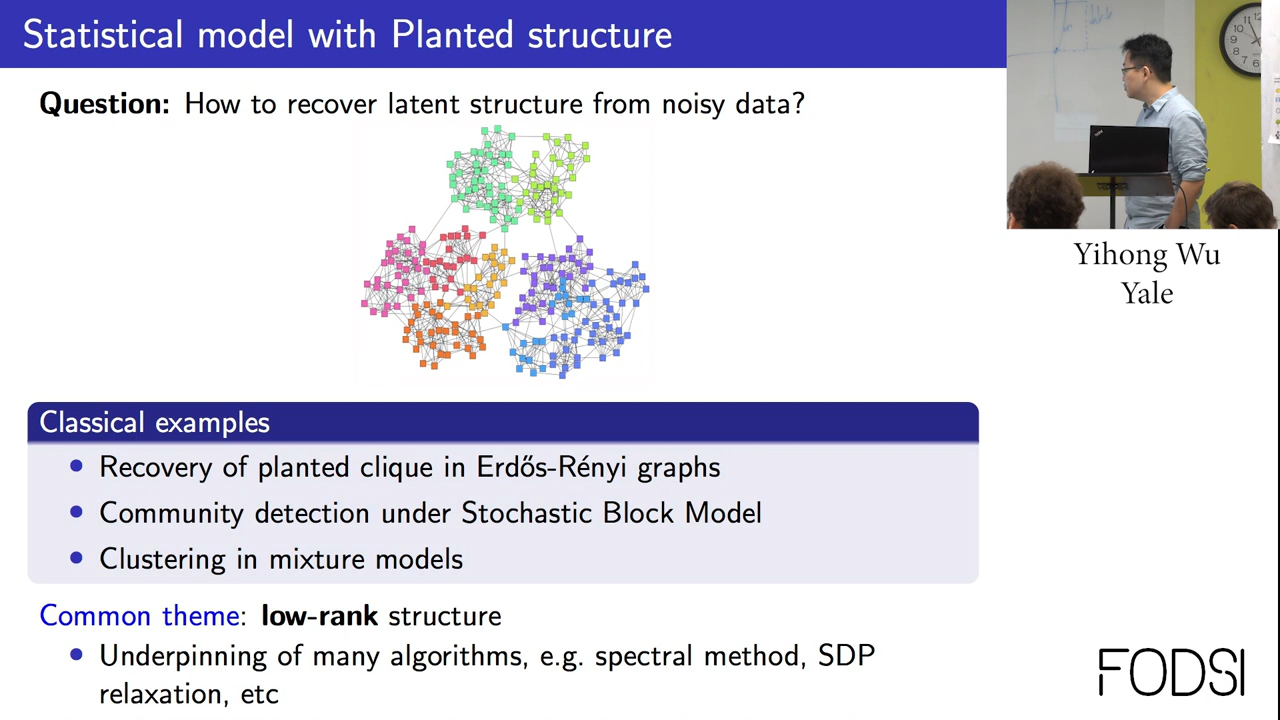 Statistical model with Planted structure
Question: How to recover latent structure from noisy data?
Classical examples
• Recovery of planted clique in Erdős-Rényi graphs
• Community detection under Stochastic Block Model
• Clustering in mixture models
Common theme: low-rank structure
• Underpinning of many algorithms, e.g. spectral method, SDP
relaxation, etc
Yihong Wu
Yale
FODSI